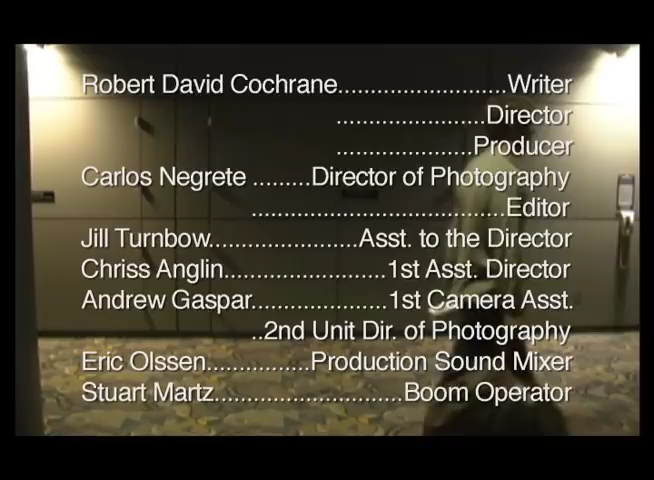 Robert David Cochrane..........................Writer
.......................Director
.....................Producer
Carlos Negrete .........Director of Photography
.......................................Editor
Jill Turnbow.......................Asst. to the Director
Chriss Anglin.........................1st Asst. Director
Andrew Gaspar.....................1st Camera Asst.
..2nd Unit Dir. of Photography
Eric Olssen................Production Sound Mixer
Stuart Martz.............................Boom Operator